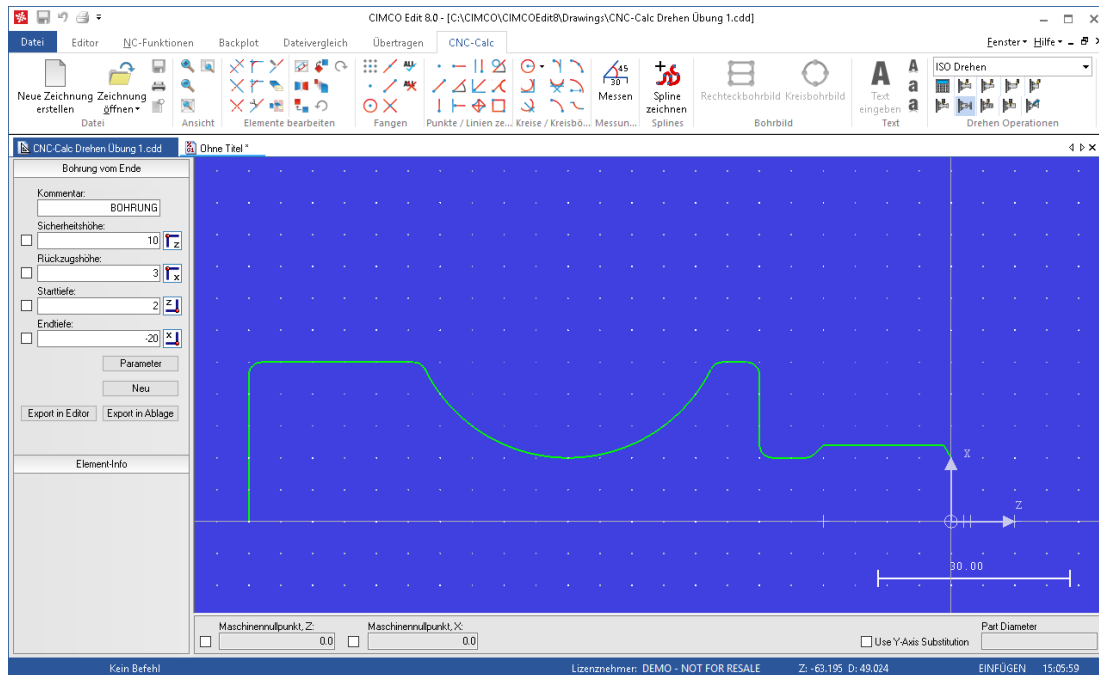 CIMCO Edit 8.0 - [C:\CIMCO\CIMCOEdit8\Drawings\CNC-Calc Drehen Übung 1.cdd]
Datei Editor NC-Funktionen Backplot Dateivergleich Übertragen CNC-Calc Fenster Hilfe
Neue Zeichnung erstellen
Zeichnung öffnen
Datei
Ansicht
Elemente bearbeiten
ALL
Fangen
Punkte / Linien ze...
Kreise / Kreisbö...
45
30
Messen
Messun...
Spline zeichnen
Splines
Rechteckbohrbild Kreisbohrbild
Bohrbild
A
Text eingeben
A
a
a
Text
ISO Drehen
Drehen Operationen
CNC-Calc Drehen Übung 1.cdd
Ohne Titel *
Bohrung vom Ende
Kommentar:
BOHRUNG
Sicherheitshöhe:
10 Z
Rückzugshöhe:
3 X
Starttiefe:
2 Z
Endtiefe:
-20 X
Parameter
Neu
Export in Editor Export in Ablage
Element-Info
X
Z
30.00
Maschinennullpunkt, Z: Maschinennullpunkt, X: Part Diameter
0.0 0.0 Use Y-Axis Substitution
Kein Befehl Lizenznehmer: DEMO - NOT FOR RESALE Z: -63.195 D: 49.024 EINFÜGEN 15:05:59